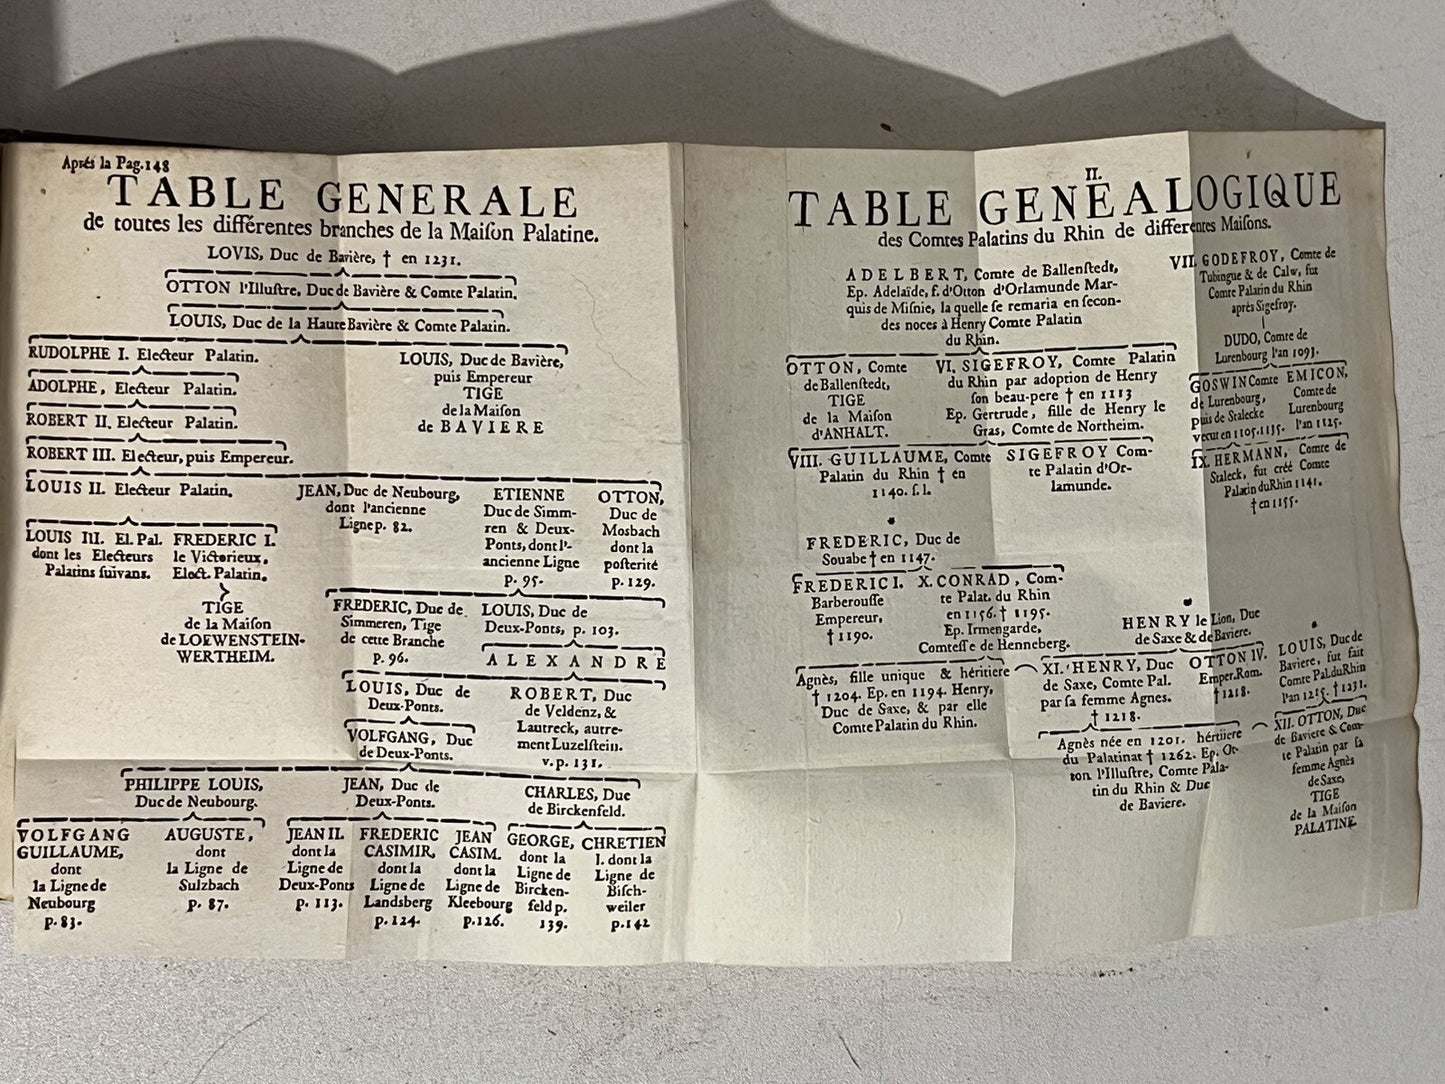 Aprés la Pag.148
TABLE GENERALE
de toutes les différentes branches de la Maiſon Palatine.
LOVIS, Duc de Bavière, † en 1231.
OTTON l'Illuſtre, Duc de Bavière & Comte Palatin.
LOUIS, Duc de la Haute Bavière & Comte Palatin.
RUDOLPHE I. Electeur Palatin.
ADOLPHE, Electeur Palatin.
ROBERT II. Electeur Palatin.
ROBERT III. Electeur, puis Empereur.
LOUIS, Duc de Bavière,
puis Empereur
TIGE
de la Maiſon
de BAVIERE
LOUIS II. Electeur Palatin.
JEAN, Duc de Neubourg,
dont l'ancienne
Ligne p. 82.
ETIENNE
Duc de Simm-
ren & Deux-
Ponts, dont l'-
ancienne Ligne
p. 95.
OTTON,
Duc de
Mosbach
dont la
poſterité
p. 129.
LOUIS III. El. Pal.
dont les Electeurs
Palatins ſuivans.
FREDERIC I.
le Victorieux,
Elect. Palatin.
TIGE
de la Maiſon
de LOEWENSTEIN-
WERTHEIM.
FREDERIC, Duc de
Simmeren, Tige
de cette Branche
p. 96.
LOUIS, Duc de
Deux-Ponts, p. 103.
ALEXANDRE
LOUIS, Duc de
Deux-Ponts.
ROBERT, Duc
de Veldenz, &
Lautreck, autre-
ment Luzelſtein.
v. p. 131.
VOLFGANG, Duc
de Deux-Ponts.
PHILIPPE LOUIS,
Duc de Neubourg.
JEAN, Duc de
Deux-Ponts.
CHARLES, Duc
de Birckenfeld.
VOLFGANG
GUILLAUME,
dont
la Ligne de
Neubourg
p. 83.
AUGUSTE,
dont
la Ligne de
Sulzbach
p. 87.
JEAN II.
dont la
Ligne de
Deux-Ponts
p. 113.
FREDERIC
CASIMIR,
dont la
Ligne de
Landsberg
p. 124.
JEAN
CASIM.
dont la
Ligne de
Kleebourg
p. 126.
GEORGE,
dont la
Ligne de
Bircken-
feld p.
139.
CHRETIEN
I. dont la
Ligne de
Biſch-
weiler
p. 142
II.
TABLE GENÉALOGIQUE
des Comtes Palatins du Rhin de differentes Maiſons.
ADELBERT, Comte de Ballenſtedt,
Ep. Adelaïde, f. d'Otton d'Orlamunde Mar-
quis de Miſnie, la quelle ſe remaria en ſecon-
des noces à Henry Comte Palatin
du Rhin.
OTTON, Comte
de Ballenſtedt,
TIGE
de la Maiſon
d'ANHALT.
VI. SIGEFROY, Comte Palatin
du Rhin par adoption de Henry
ſon beau-pere † en 1113
Ep. Gertrude, fille de Henry le
Gras, Comte de Northeim.
VIII. GUILLAUME, Comte
Palatin du Rhin † en
1140. ſ. l.
SIGEFROY Com-
te Palatin d'Or-
lamunde.
VII. GODEFROY, Comte de
Tubingue & de Calw, fut
Comte Palatin du Rhin
aprés Sigefroy.
DUDO, Comte de
Lurenbourg l'an 1093.
GOSWIN Comte
de Lurenbourg,
puis de Stalecke
vecut en 1105. 1135.
EMICON,
Comte de
Lurenbourg
l'an 1125.
IX. HERMANN, Comte de
Staleck, fut créé Comte
Palatin du Rhin 1141.
† en 1155.
FREDERIC, Duc de
Souabe † en 1147.
FREDERIC I.
Barberouſſe
Empereur,
† 1190.
X. CONRAD, Com-
te Palat. du Rhin
en 1156. † 1195.
Ep. Irmengarde,
Comteſſe de Henneberg.
Agnès, fille unique & héritiere
† 1204. Ep. en 1194. Henry,
Duc de Saxe, & par elle
Comte Palatin du Rhin.
HENRY le Lion, Duc
de Saxe & de Baviere.
XI. HENRY, Duc
de Saxe, Comte Pal.
par ſa femme Agnes.
† 1218.
OTTON IV.
Emper. Rom.
† 1218.
Agnès née en 1201. héritiere
du Palatinat † 1262. Ep. Ot-
ton l'Illuſtre, Comte Pala-
tin du Rhin & Duc
de Baviere.
LOUIS, Duc de
Baviere, fut fait
Comte Pal. du Rhin
l'an 1215. † 1231.
XII. OTTON, Duc
de Baviere & Com-
te Palatin par ſa
femme Agnès
de Saxe,
TIGE
de la Maiſon
PALATINE.